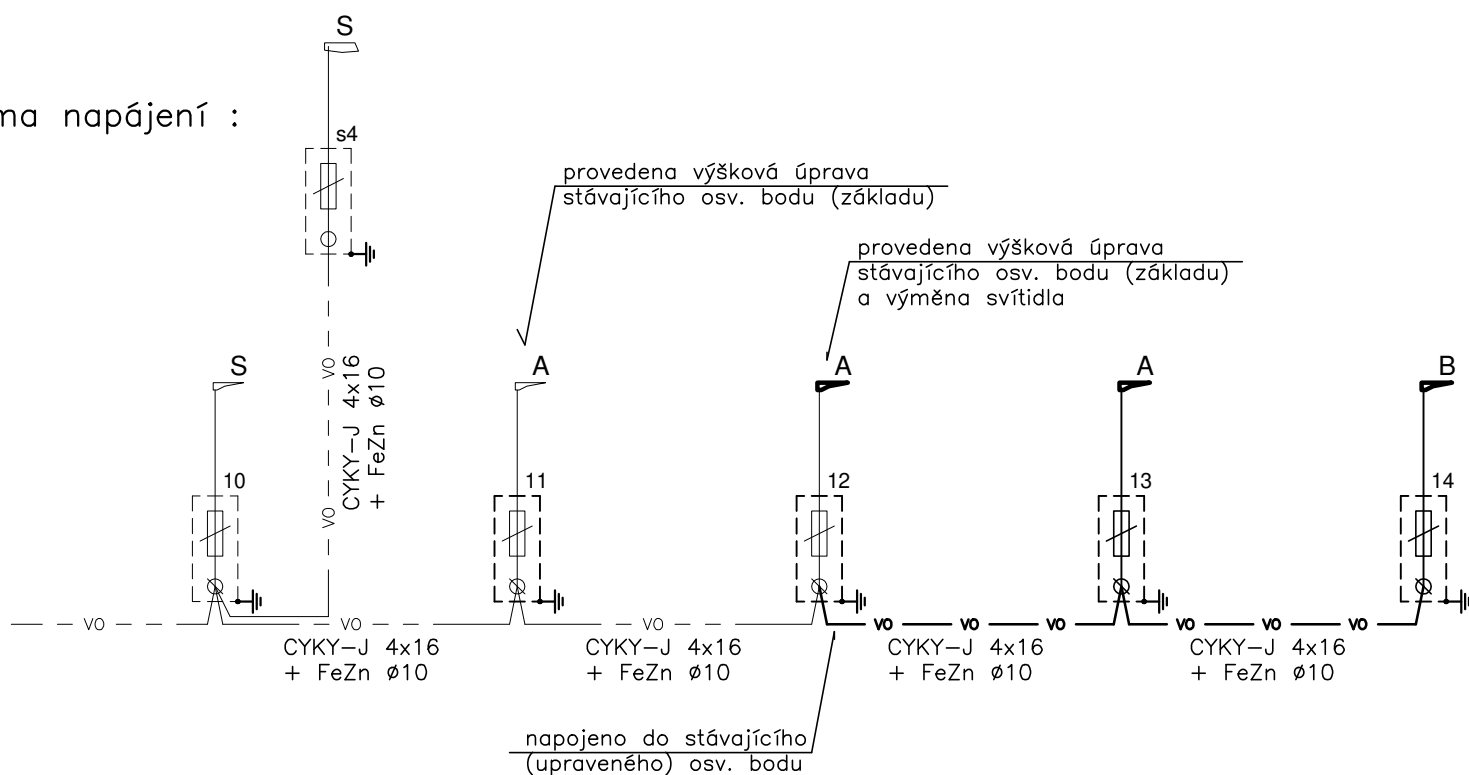 S
ma napájení :
s4
provedena výšková úprava
stávajícího osv. bodu (základu)
provedena výšková úprava
stávajícího osv. bodu (základu)
a výměna svítidla
S
VO
CYKY-J 4x16
+ FeZn ø10
VO
A
A
A
B
10
11
12
13
14
VO
VO
VO
VO
VO
VO
VO
VO
VO
CYKY-J 4x16
+ FeZn ø10
CYKY-J 4x16
+ FeZn ø10
CYKY-J 4x16
+ FeZn ø10
CYKY-J 4x16
+ FeZn ø10
napojeno do stávajícího
(upraveného) osv. bodu